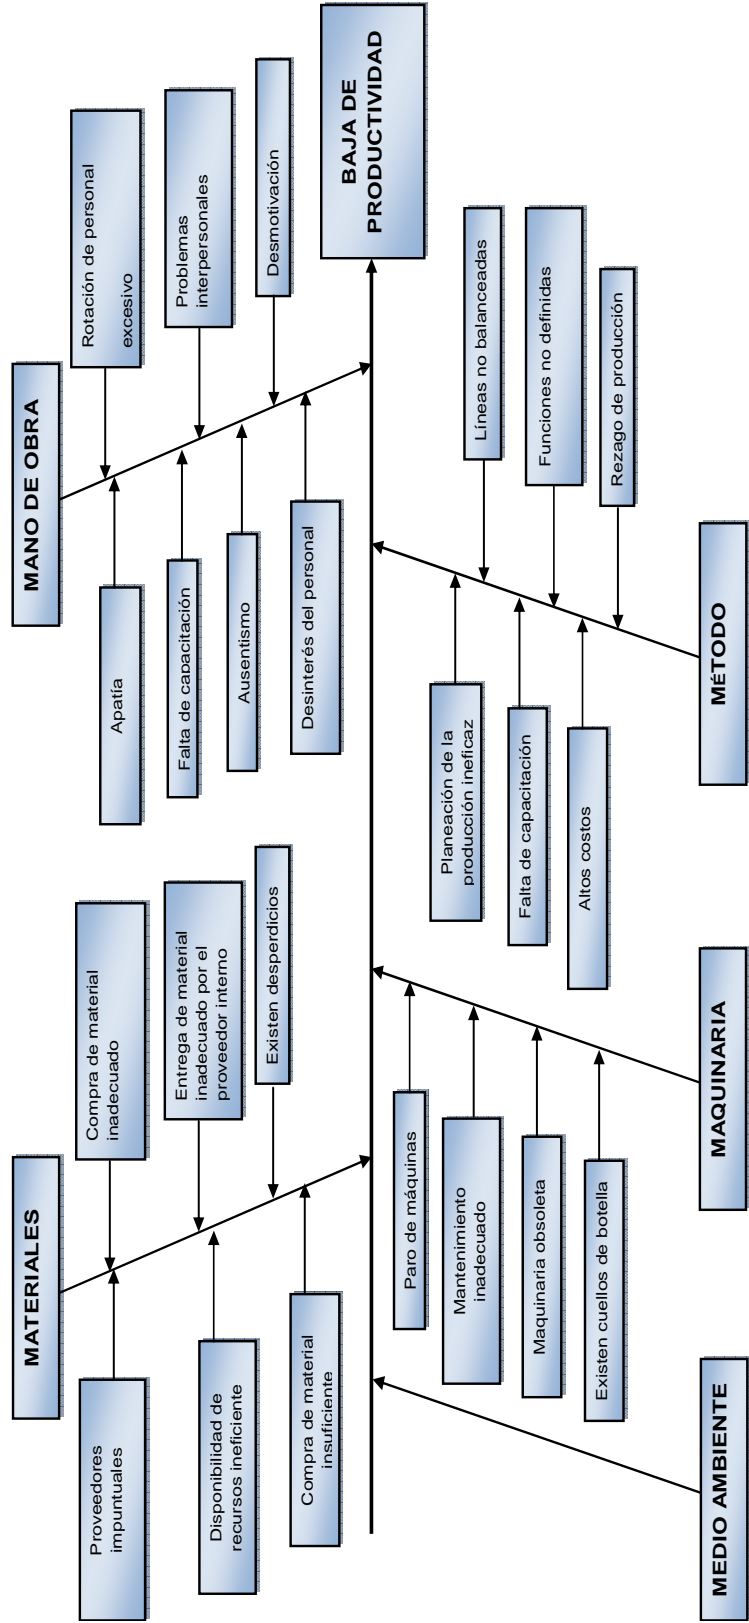 MATERIALES
Proveedores
impuntuales
Compra de material
inadecuado
Disponibilidad de
recursos ineficiente
Entrega de material
inadecuado por el
proveedor interno
Compra de material
insuficiente
Existen desperdicios
MANO DE OBRA
Apatía
Rotación de personal
excesivo
Falta de capacitación
Problemas
interpersonales
Ausentismo
Desmotivación
Desinterés del personal
BAJA DE
PRODUCTIVIDAD
MEDIO AMBIENTE
Paro de máquinas
Mantenimiento
inadecuado
Maquinaria obsoleta
Existen cuellos de botella
MAQUINARIA
Planeación de la
producción ineficaz
Líneas no balanceadas
Falta de capacitación
Funciones no definidas
Altos costos
Rezago de producción
MÉTODO